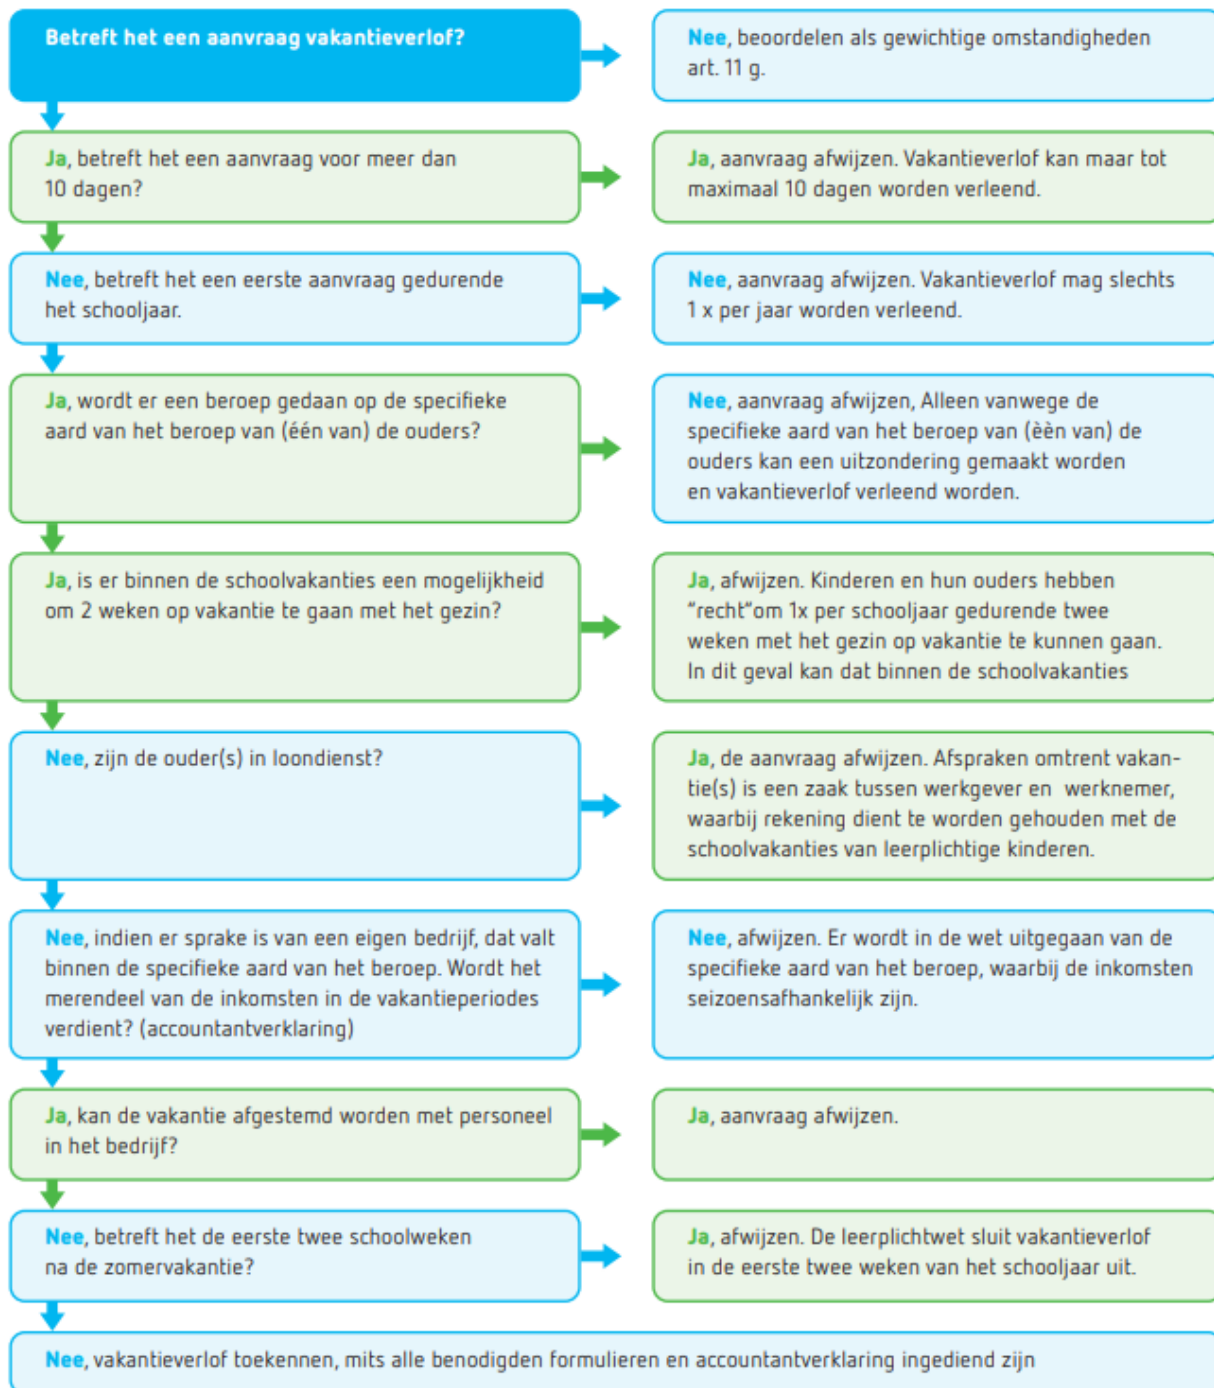 Betreft het een aanvraag vakantieverlof?
Nee, beoordelen als gewichtige omstandigheden
art. 11 g.
Ja, betreft het een aanvraag voor meer dan
10 dagen?
Ja, aanvraag afwijzen. Vakantieverlof kan maar tot
maximaal 10 dagen worden verleend.
Nee, betreft het een eerste aanvraag gedurende
het schooljaar.
Nee, aanvraag afwijzen. Vakantieverlof mag slechts
1 x per jaar worden verleend.
Ja, wordt er een beroep gedaan op de specifieke
aard van het beroep van (één van) de ouders?
Nee, aanvraag afwijzen, Alleen vanwege de
specifieke aard van het beroep van (èèn van) de
ouders kan een uitzondering gemaakt worden
en vakantieverlof verleend worden.
Ja, is er binnen de schoolvakanties een mogelijkheid
om 2 weken op vakantie te gaan met het gezin?
Ja, afwijzen. Kinderen en hun ouders hebben
"recht"om 1x per schooljaar gedurende twee
weken met het gezin op vakantie te kunnen gaan.
In dit geval kan dat binnen de schoolvakanties
Nee, zijn de ouder(s) in loondienst?
Ja, de aanvraag afwijzen. Afspraken omtrent vakan-
tie(s) is een zaak tussen werkgever en werknemer,
waarbij rekening dient te worden gehouden met de
schoolvakanties van leerplichtige kinderen.
Nee, indien er sprake is van een eigen bedrijf, dat valt
binnen de specifieke aard van het beroep. Wordt het
merendeel van de inkomsten in de vakantieperiodes
verdient? (accountantverklaring)
Nee, afwijzen. Er wordt in de wet uitgegaan van de
specifieke aard van het beroep, waarbij de inkomsten
seizoensafhankelijk zijn.
Ja, kan de vakantie afgestemd worden met personeel
in het bedrijf?
Ja, aanvraag afwijzen.
Nee, betreft het de eerste twee schoolweken
na de zomervakantie?
Ja, afwijzen. De leerplichtwet sluit vakantieverlof
in de eerste twee weken van het schooljaar uit.
Nee, vakantieverlof toekennen, mits alle benodigden formulieren en accountantverklaring ingediend zijn